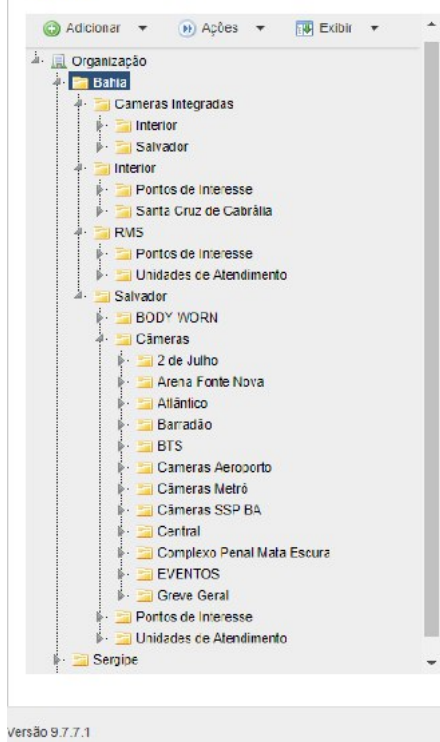 Adicionar Ações Exibir
Organização
Bahia
Cameras Integradas
Interior
Salvador
Interior
Pontos de Interesse
Santa Cruz de Cabrália
RMS
Pontos de Interesse
Unidades de Atendimento
Salvador
BODY WORN
Câmeras
2 de Julho
Arena Fonte Nova
Atlântico
Barradão
BTS
Cameras Aeroporto
Câmeras Metrô
Câmeras SSP BA
Central
Complexo Penal Mata Escura
EVENTOS
Greve Geral
Pontos de Interesse
Unidades de Atendimento
Sergipe
Versão 9.7.7.1